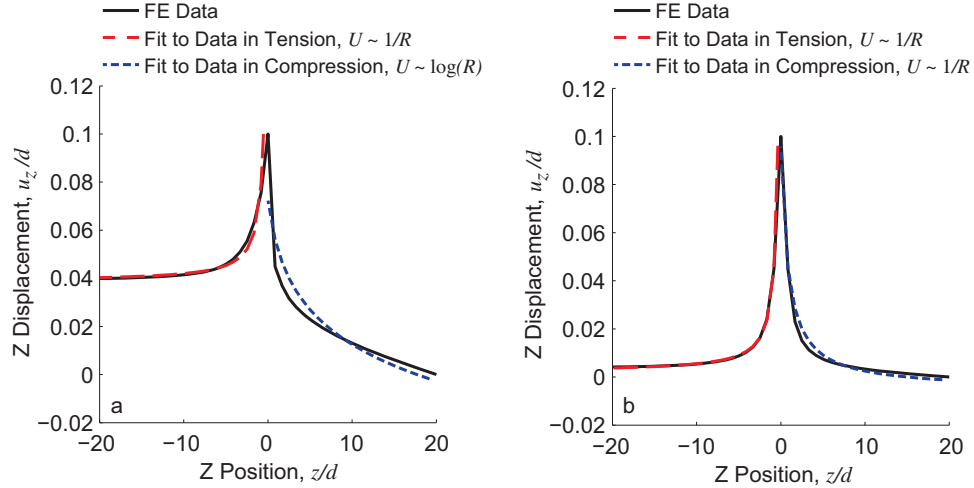 FE Data
Fit to Data in Tension, U ~ 1/R
Fit to Data in Compression, U ~ log(R)
0.12
0.1
0.08
0.06
0.04
0.02
0
−0.02
Z Displacement, u_z/d
a
−20
−10
0
10
20
Z Position, z/d
FE Data
Fit to Data in Tension, U ~ 1/R
Fit to Data in Compression, U ~ 1/R
0.12
0.1
0.08
0.06
0.04
0.02
0
−0.02
Z Displacement, u_z/d
b
−20
−10
0
10
20
Z Position, z/d